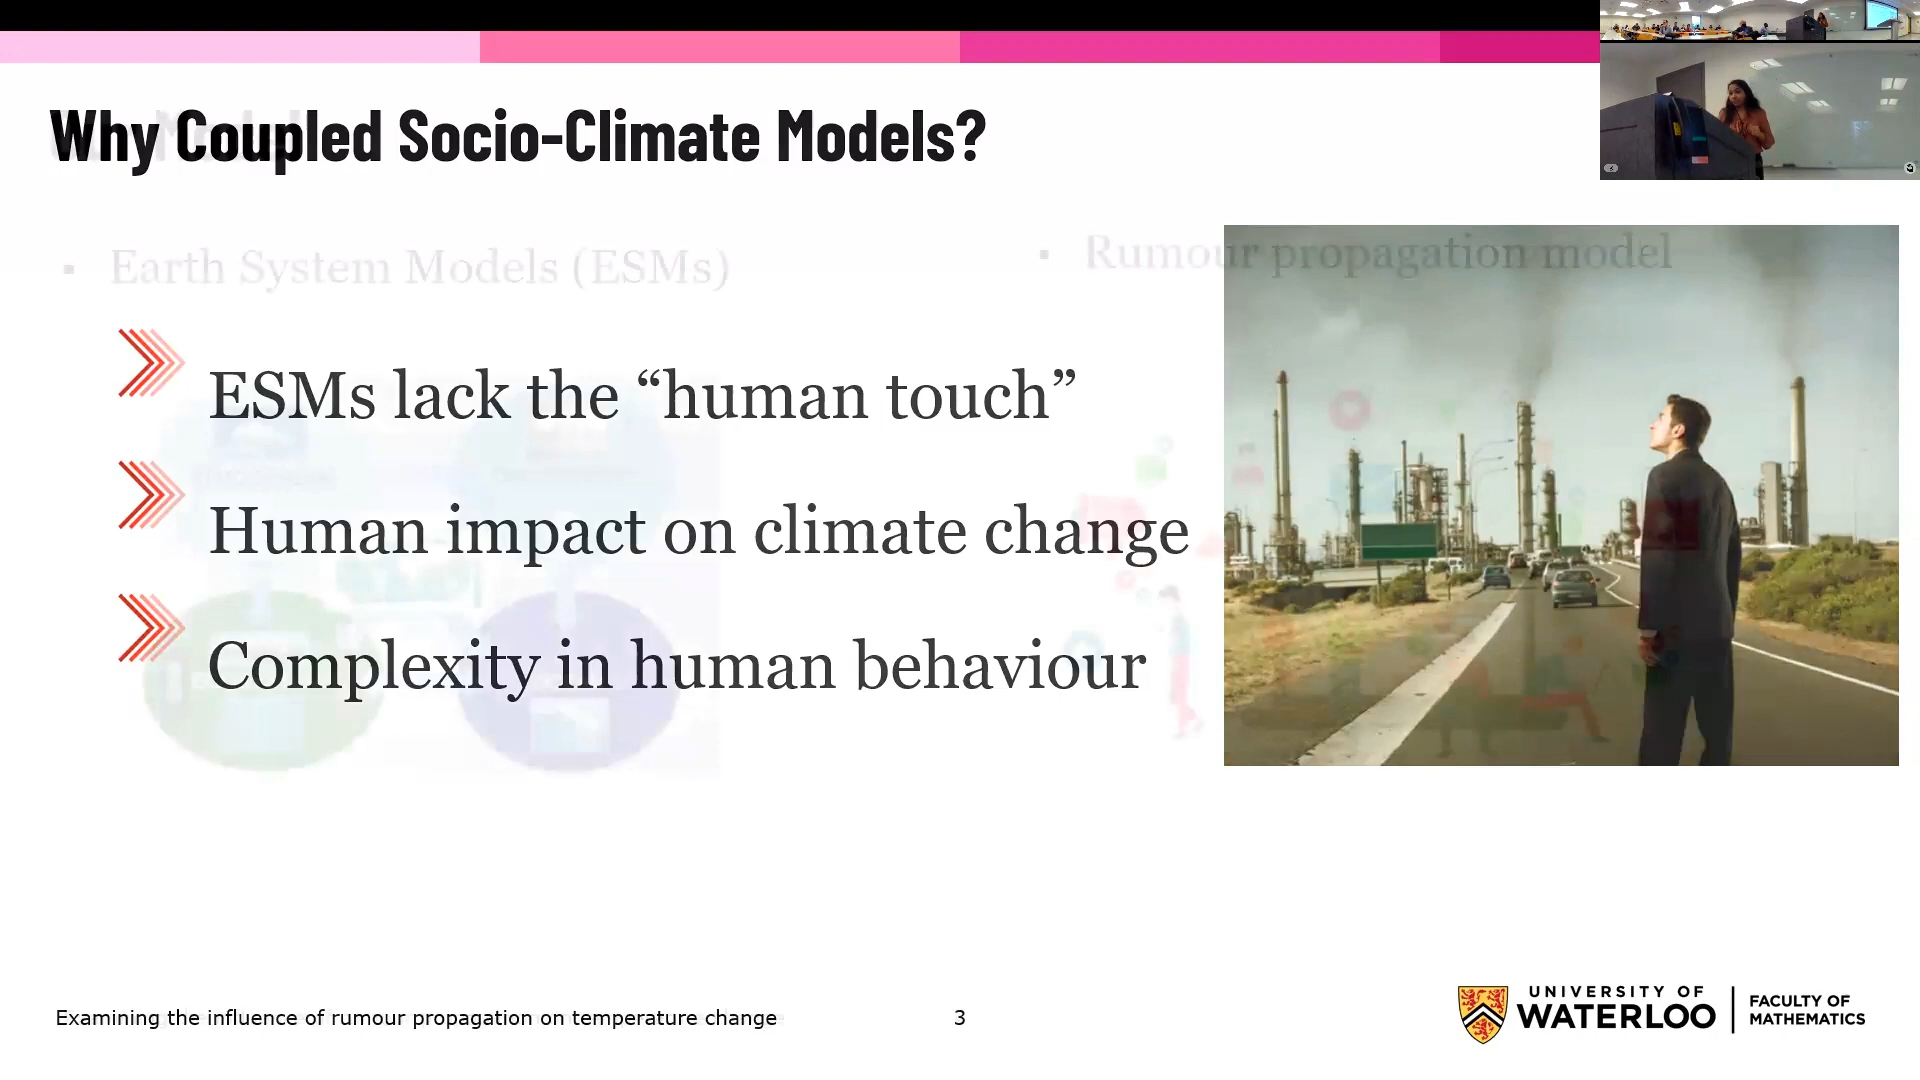 Why Coupled Socio-Climate Models?
Earth System Models (ESMs)
Rumour propagation model
ESMs lack the “human touch”
Human impact on climate change
Complexity in human behaviour
Examining the influence of rumour propagation on temperature change
3
UNIVERSITY OF
WATERLOO
FACULTY OF
MATHEMATICS